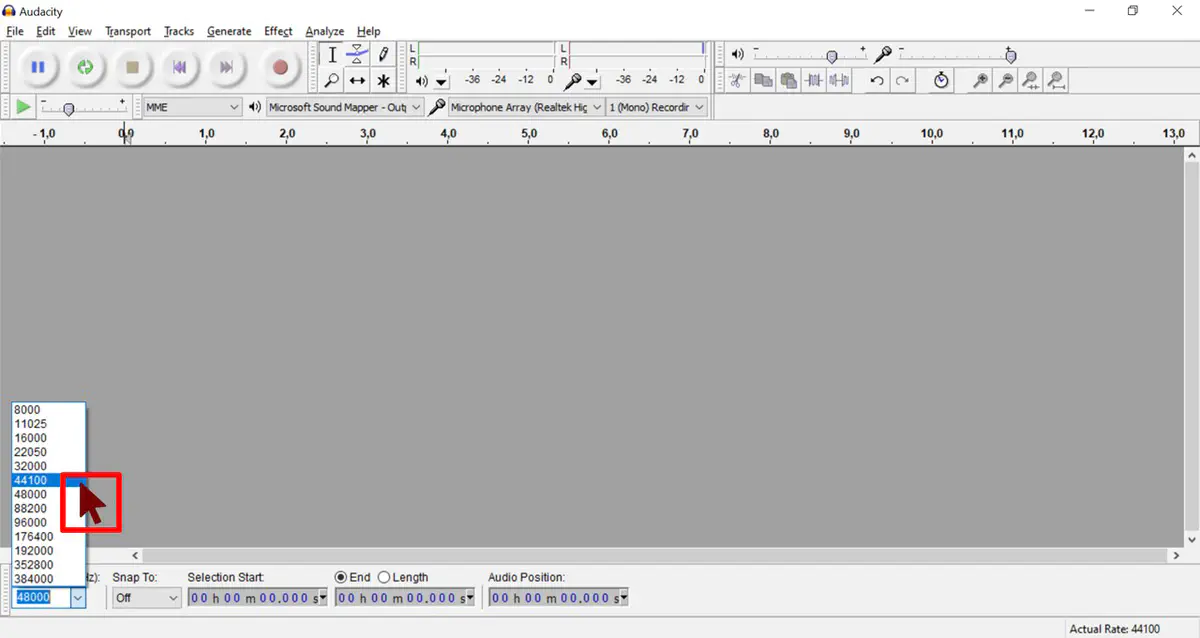 Audacity
File Edit View Transport Tracks Generate Effect Analyze Help
L
R
-36 -24 -12 0
L
R
-36 -24 -12 0
- +
- +
- +
MME
Microsoft Sound Mapper - Outp
Microphone Array (Realtek Hig
1 (Mono) Recordir
-1,0 0,0 1,0 2,0 3,0 4,0 5,0 6,0 7,0 8,0 9,0 10,0 11,0 12,0 13,0
8000
11025
16000
22050
32000
44100
48000
88200
96000
176400
192000
352800
384000
Hz): Snap To: Selection Start: End Length Audio Position:
48000 Off 00 h 00 m 00.000 s 00 h 00 m 00.000 s 00 h 00 m 00.000 s
Actual Rate: 44100